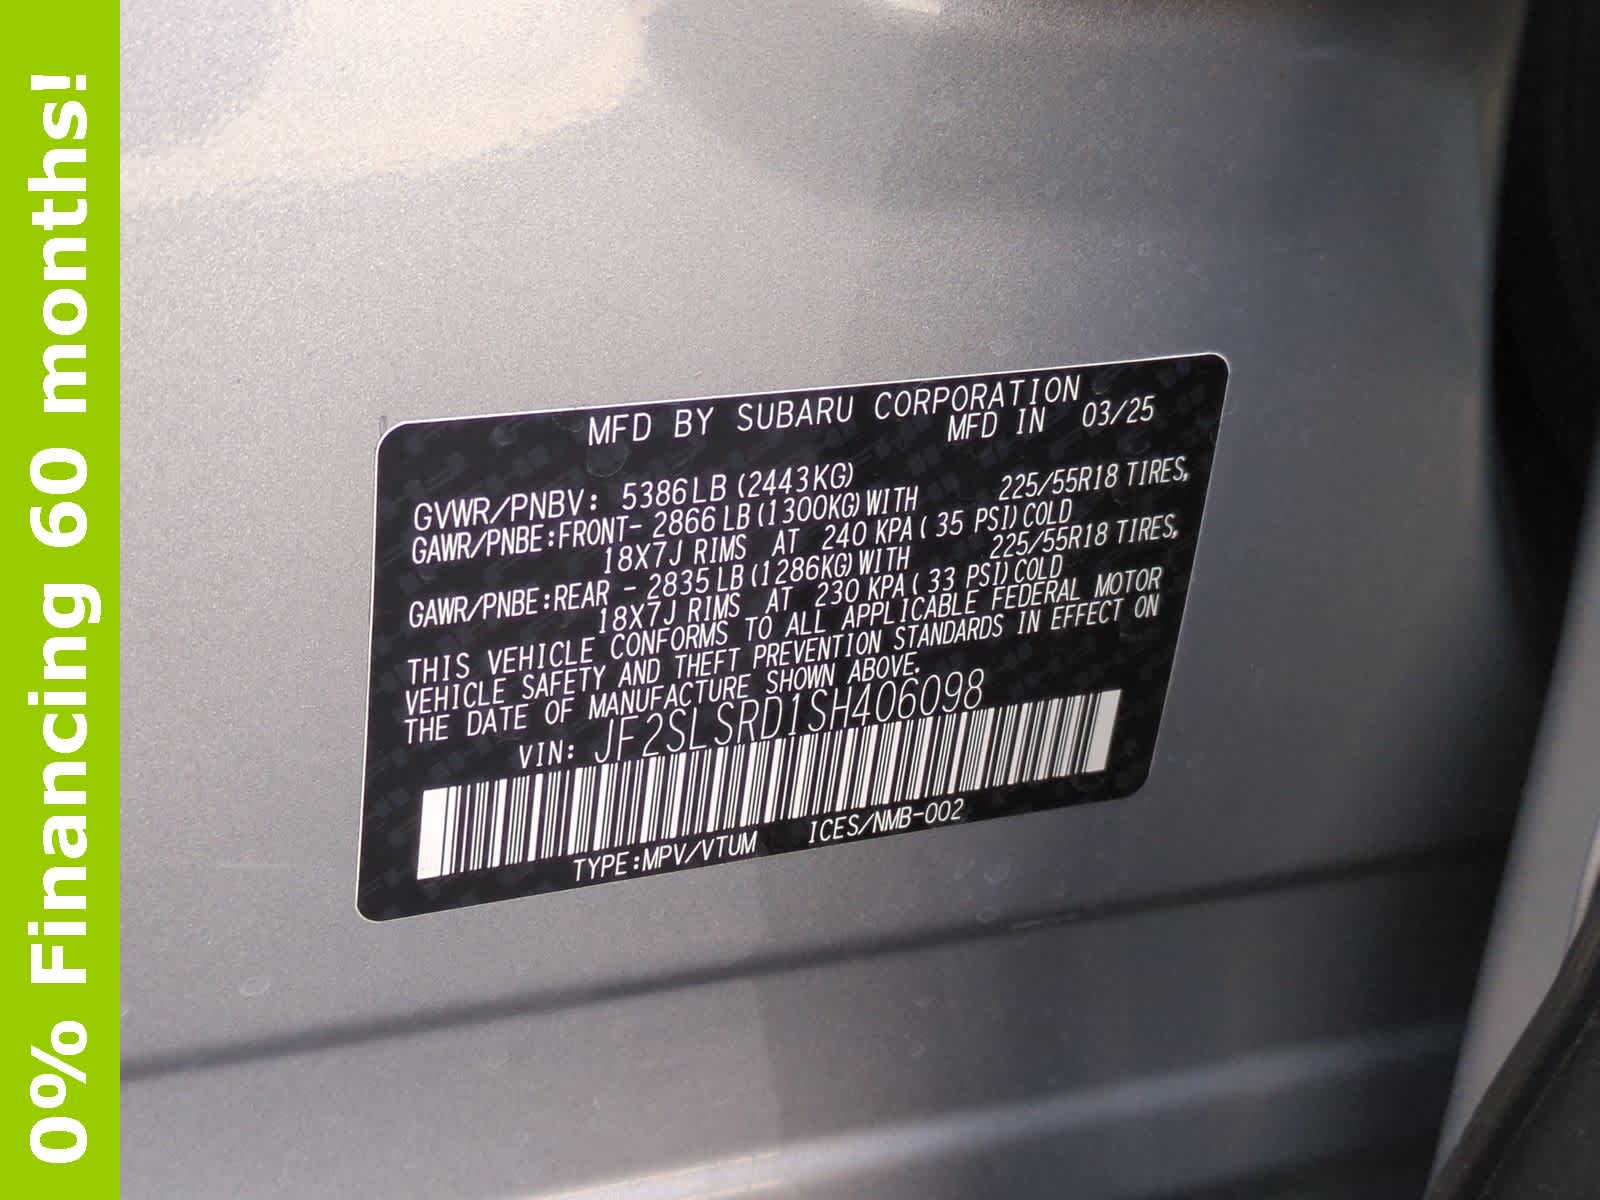 0% Financing 60 months!
MFD BY SUBARU CORPORATION
MFD IN 03/25
GVWR/PNBV: 5386LB (2443KG)
GAWR/PNBE:FRONT- 2866LB (1300KG)WITH 225/55R18 TIRES,
18X7J RIMS AT 240 KPA( 35 PSI)COLD
GAWR/PNBE:REAR - 2835LB (1286KG)WITH 225/55R18 TIRES,
18X7J RIMS AT 230 KPA( 33 PSI)COLD
THIS VEHICLE CONFORMS TO ALL APPLICABLE FEDERAL MOTOR
VEHICLE SAFETY AND THEFT PREVENTION STANDARDS IN EFFECT ON
THE DATE OF MANUFACTURE SHOWN ABOVE.
VIN: JF2SLSRD1SH406098
TYPE:MPV/VTUM ICES/NMB-002